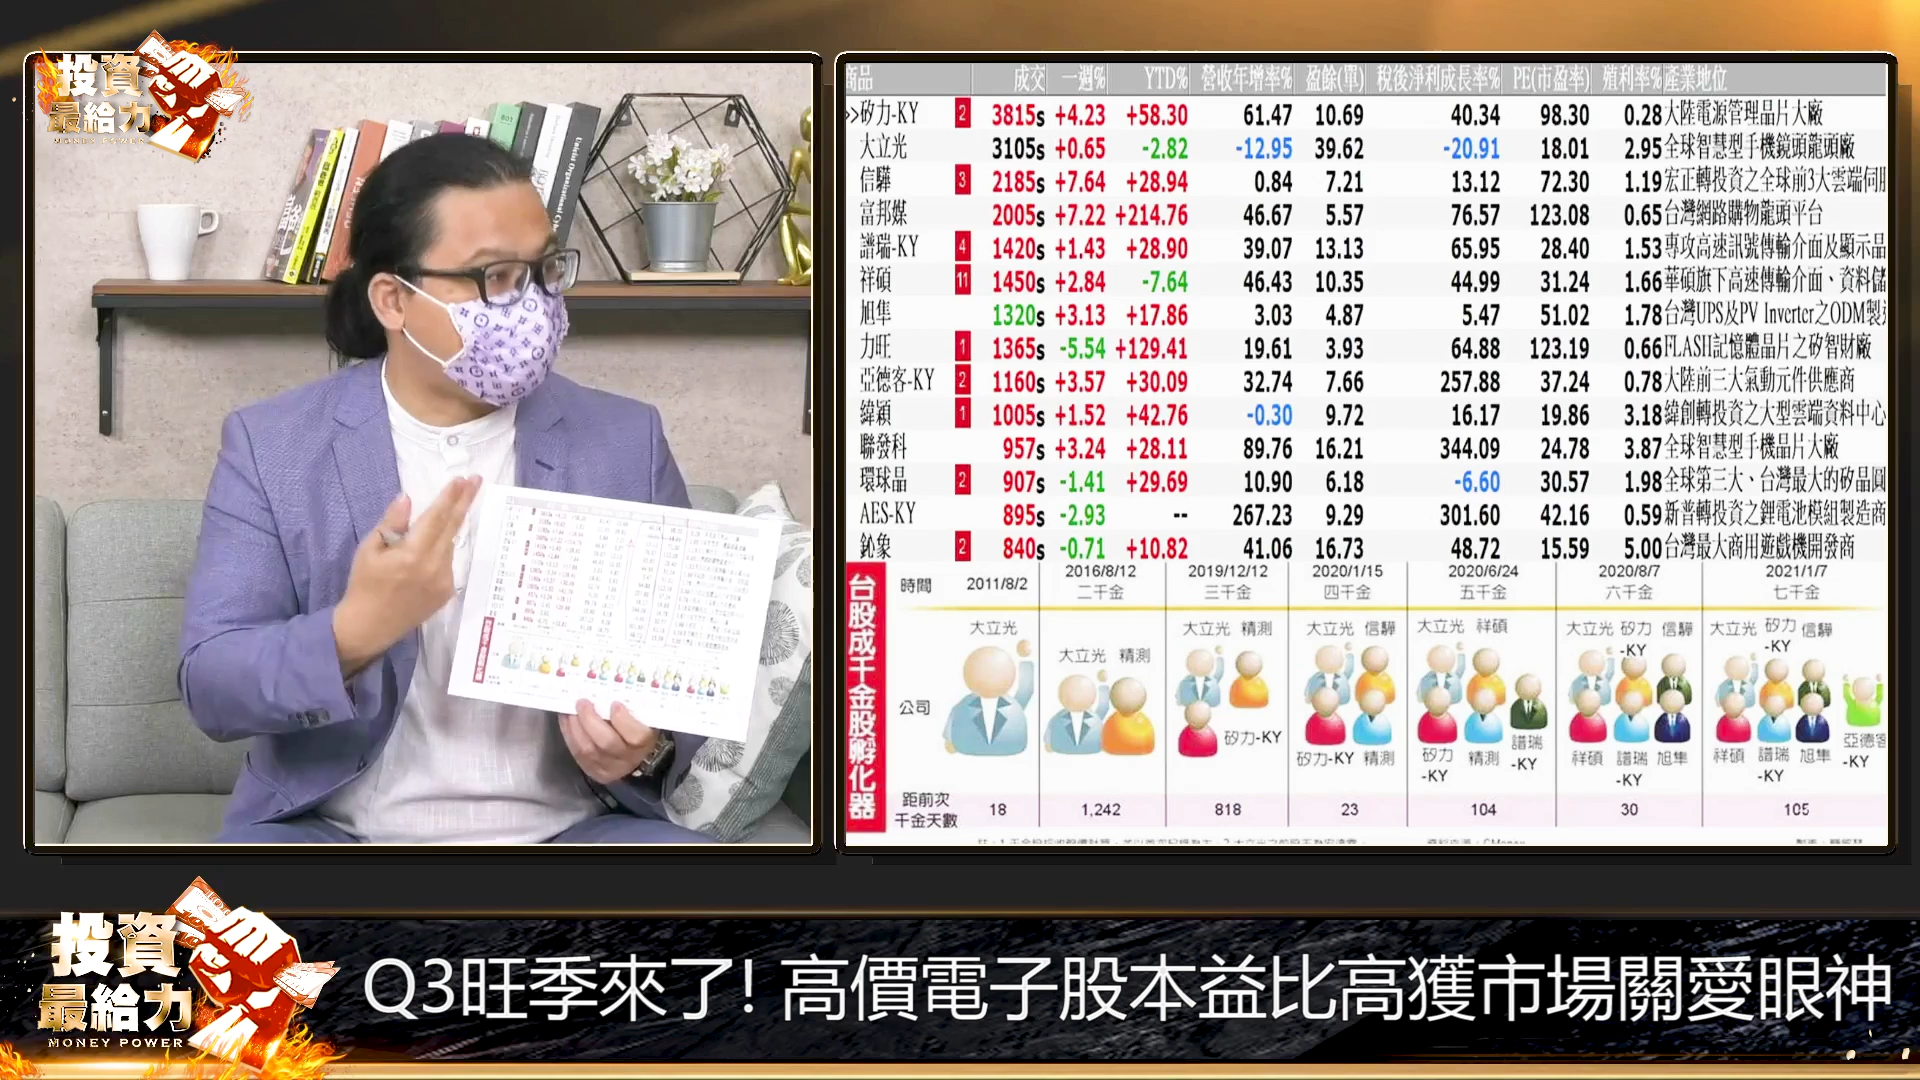 投資
最給力
MONEY POWER
商品 成交 一週% YTD% 營收年增率% 盈餘(單) 稅後淨利成長率% PE(市盈率) 殖利率% 產業地位
矽力-KY 2 3815s +4.23 +58.30 61.47 10.69 40.34 98.30 0.28 大陸電源管理晶片大廠
大立光 3105s +0.65 -2.82 -12.95 39.62 -20.91 18.01 2.95 全球智慧型手機鏡頭龍頭廠
信驊 3 2185s +7.64 +28.94 0.84 7.21 13.12 72.30 1.19 宏正轉投資之全球前3大雲端伺服
富邦媒 2005s +7.22 +214.76 46.67 5.57 76.57 123.08 0.65 台灣網路購物龍頭平台
譜瑞-KY 4 1420s +1.43 +28.90 39.07 13.13 65.95 28.40 1.53 專攻高速訊號傳輸介面及顯示晶
祥碩 11 1450s +2.84 -7.64 46.43 10.35 44.99 31.24 1.66 華碩旗下高速傳輸介面、資料儲
旭隼 1320s +3.13 +17.86 3.03 4.87 5.47 51.02 1.78 台灣UPS及PV Inverter之ODM製造
力旺 1 1365s -5.54 +129.41 19.61 3.93 64.88 123.19 0.66 FLASH記憶體晶片之矽智財廠
亞德客-KY 2 1160s +3.57 +30.09 32.74 7.66 257.88 37.24 0.78 大陸前三大氣動元件供應商
緯穎 1 1005s +1.52 +42.76 -0.30 9.72 16.17 19.86 3.18 緯創轉投資之大型雲端資料中心
聯發科 957s +3.24 +28.11 89.76 16.21 344.09 24.78 3.87 全球智慧型手機晶片大廠
環球晶 2 907s -1.41 +29.69 10.90 6.18 -6.60 30.57 1.98 全球第三大、台灣最大的矽晶圓
AES-KY 895s -2.93 -- 267.23 9.29 301.60 42.16 0.59 新普轉投資之鋰電池模組製造商
鈊象 2 840s -0.71 +10.82 41.06 16.73 48.72 15.59 5.00 台灣最大商用遊戲機開發商
台股成千金股孵化器
時間 2011/8/2 2016/8/12 2019/12/12 2020/1/15 2020/6/24 2020/8/7 2021/1/7
二千金 三千金 四千金 五千金 六千金 七千金
公司
大立光
大立光 精測
大立光 精測
矽力-KY
大立光 信驊
矽力-KY 精測
大立光 祥碩
矽力-KY 精測 譜瑞-KY
大立光 矽力-KY 信驊
祥碩 譜瑞-KY 旭隼
大立光 矽力-KY 信驊
祥碩 譜瑞-KY 旭隼 亞德客-KY
距前次千金天數 18 1,242 818 23 104 30 105
投資
最給力
MONEY POWER
Q3旺季來了! 高價電子股本益比高獲市場關愛眼神